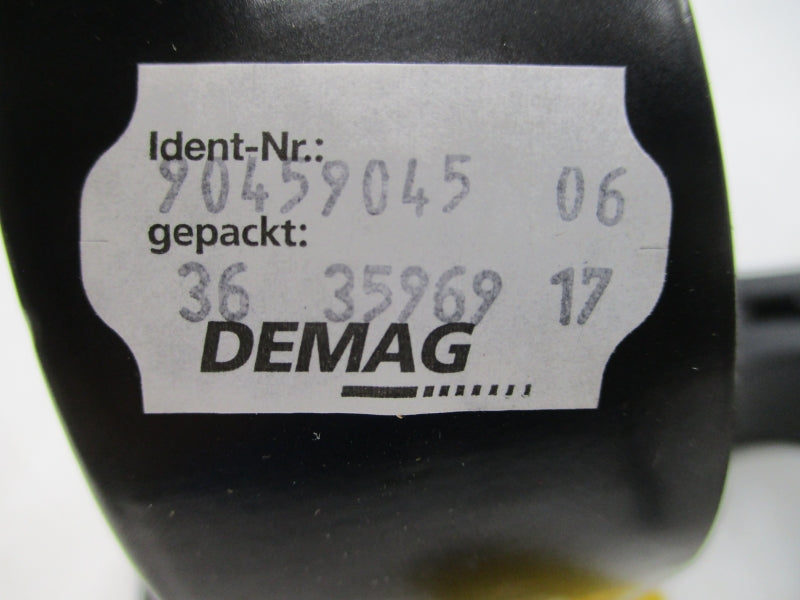 Ident-Nr.:
90459045 06
gepackt:
36 35969 17
DEMAG